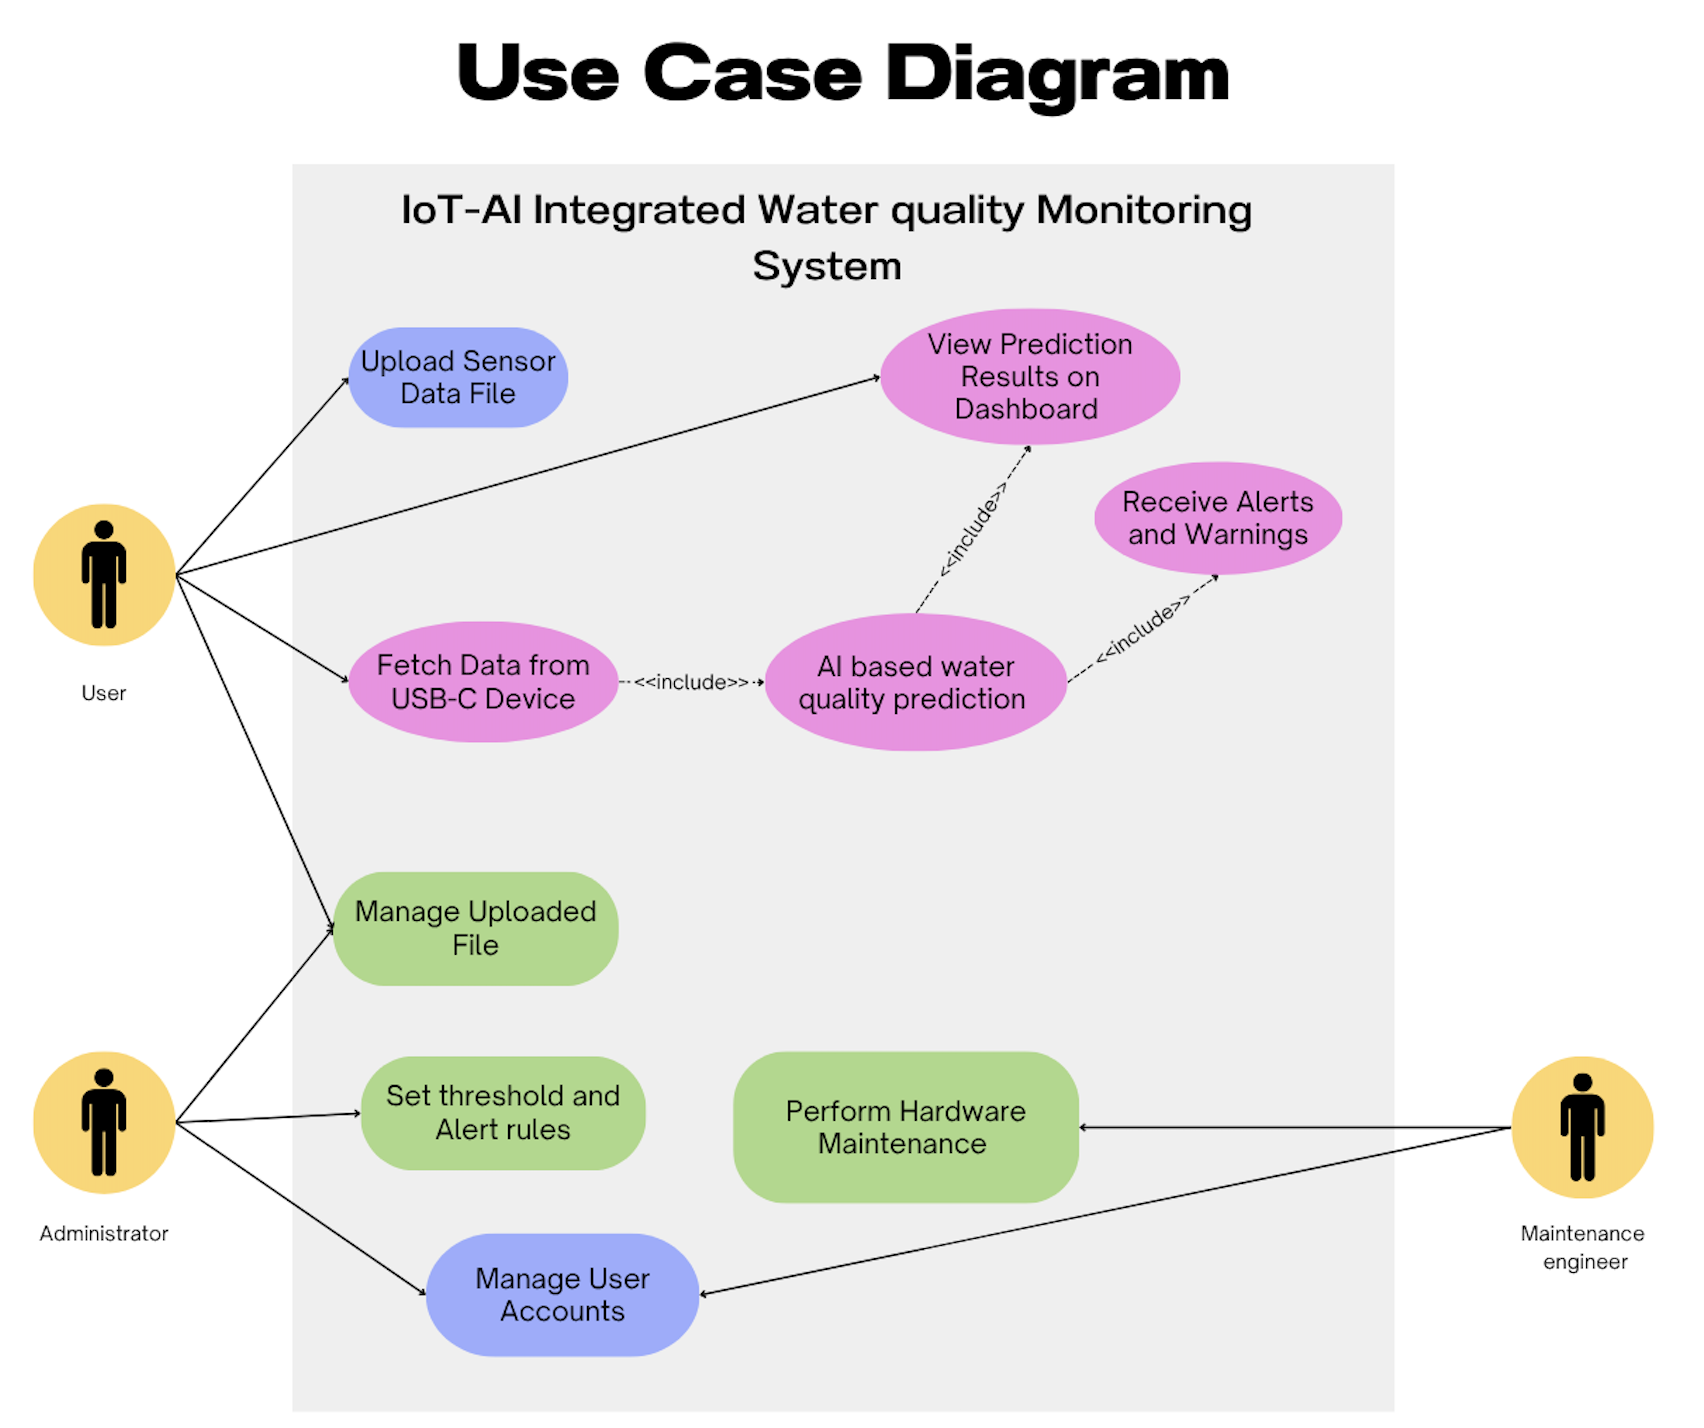 Use Case Diagram
IoT-AI Integrated Water quality Monitoring
System
Upload Sensor
Data File
View Prediction
Results on
Dashboard
Receive Alerts
and Warnings
<<include>>
<<include>>
User
Fetch Data from
USB-C Device
<<include>>
AI based water
quality prediction
Manage Uploaded
File
Set threshold and
Alert rules
Perform Hardware
Maintenance
Administrator
Maintenance
engineer
Manage User
Accounts